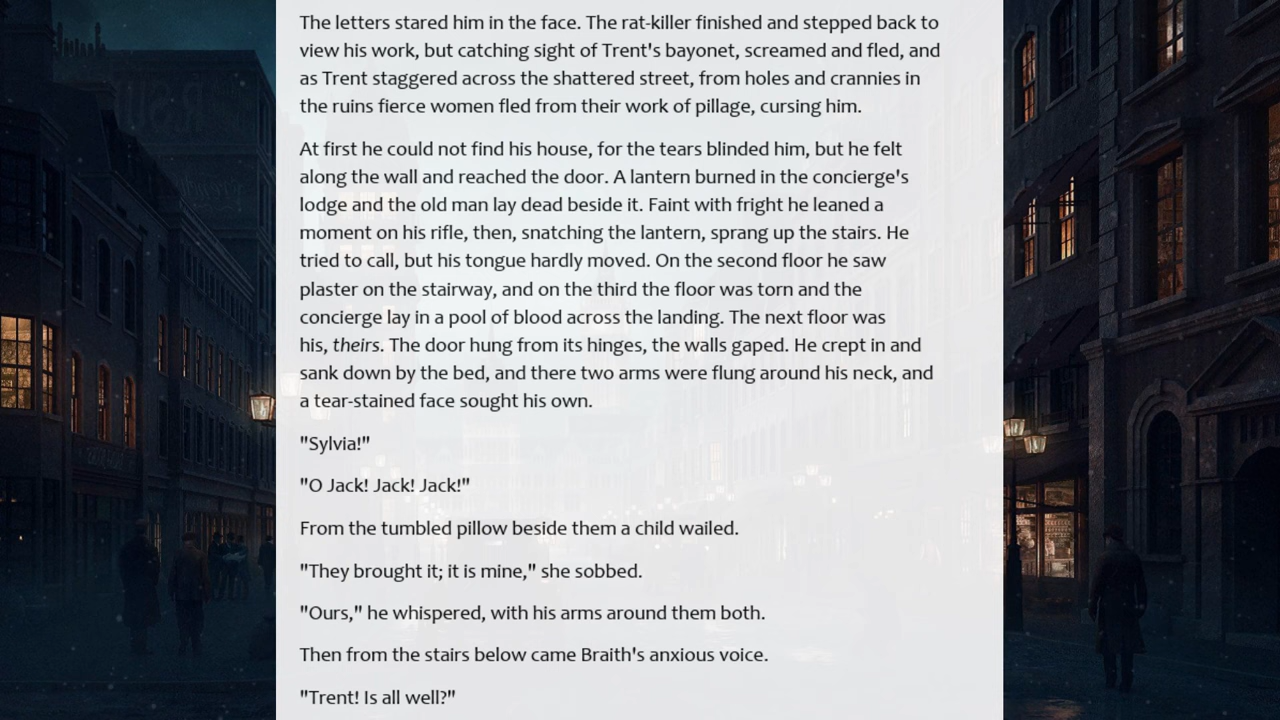 The letters stared him in the face. The rat-killer finished and stepped back to
view his work, but catching sight of Trent's bayonet, screamed and fled, and
as Trent staggered across the shattered street, from holes and crannies in
the ruins fierce women fled from their work of pillage, cursing him.
At first he could not find his house, for the tears blinded him, but he felt
along the wall and reached the door. A lantern burned in the concierge's
lodge and the old man lay dead beside it. Faint with fright he leaned a
moment on his rifle, then, snatching the lantern, sprang up the stairs. He
tried to call, but his tongue hardly moved. On the second floor he saw
plaster on the stairway, and on the third the floor was torn and the
concierge lay in a pool of blood across the landing. The next floor was
his, theirs. The door hung from its hinges, the walls gaped. He crept in and
sank down by the bed, and there two arms were flung around his neck, and
a tear-stained face sought his own.
"Sylvia!"
"O Jack! Jack! Jack!"
From the tumbled pillow beside them a child wailed.
"They brought it; it is mine," she sobbed.
"Ours," he whispered, with his arms around them both.
Then from the stairs below came Braith's anxious voice.
"Trent! Is all well?"